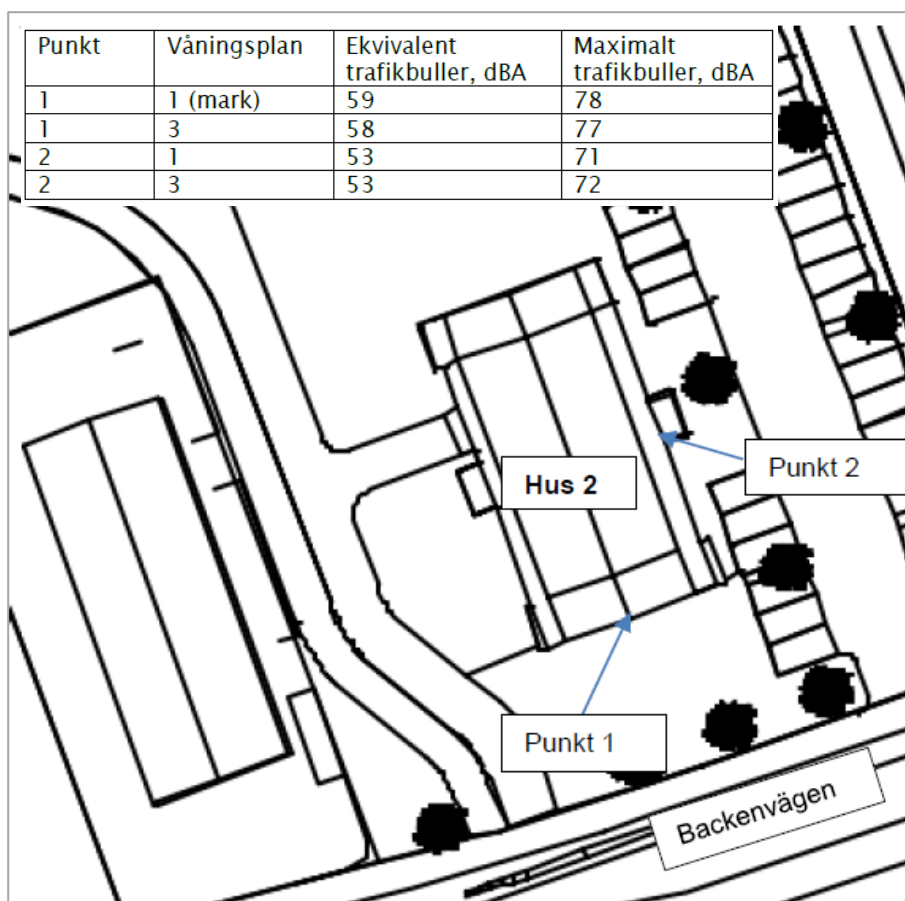 Punkt Våningsplan Ekvivalent trafikbuller, dBA Maximalt trafikbuller, dBA
1 1 (mark) 59 78
1 3 58 77
2 1 53 71
2 3 53 72
Punkt 2
Hus 2
Punkt 1
Backenvägen